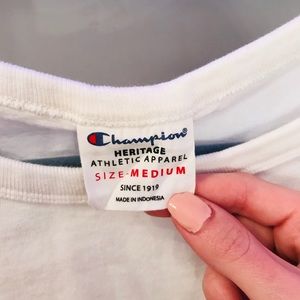 Champion®
HERITAGE
ATHLETIC APPAREL
SIZE-MEDIUM
SINCE 1919
MADE IN INDONESIA